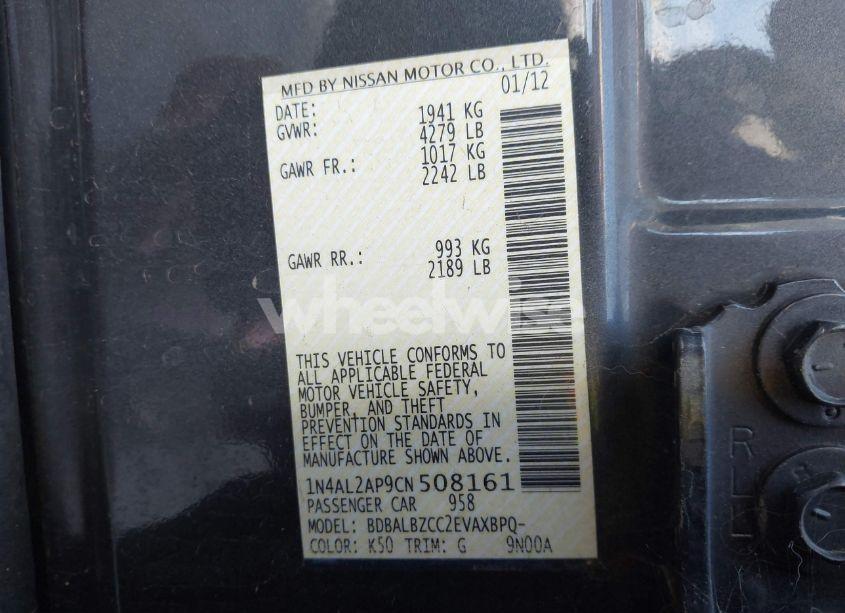 MFD BY NISSAN MOTOR CO., LTD.
DATE: 01/12
GVWR: 1941 KG
4279 LB
GAWR FR.: 1017 KG
2242 LB
GAWR RR.: 993 KG
2189 LB
wheelwise
THIS VEHICLE CONFORMS TO
ALL APPLICABLE FEDERAL
MOTOR VEHICLE SAFETY,
BUMPER, AND THEFT
PREVENTION STANDARDS IN
EFFECT ON THE DATE OF
MANUFACTURE SHOWN ABOVE.
1N4AL2AP9CN508161
PASSENGER CAR 958
MODEL: BDBALBZCC2EVAXBPQ-
COLOR: K50 TRIM: G 9N00A
RLL